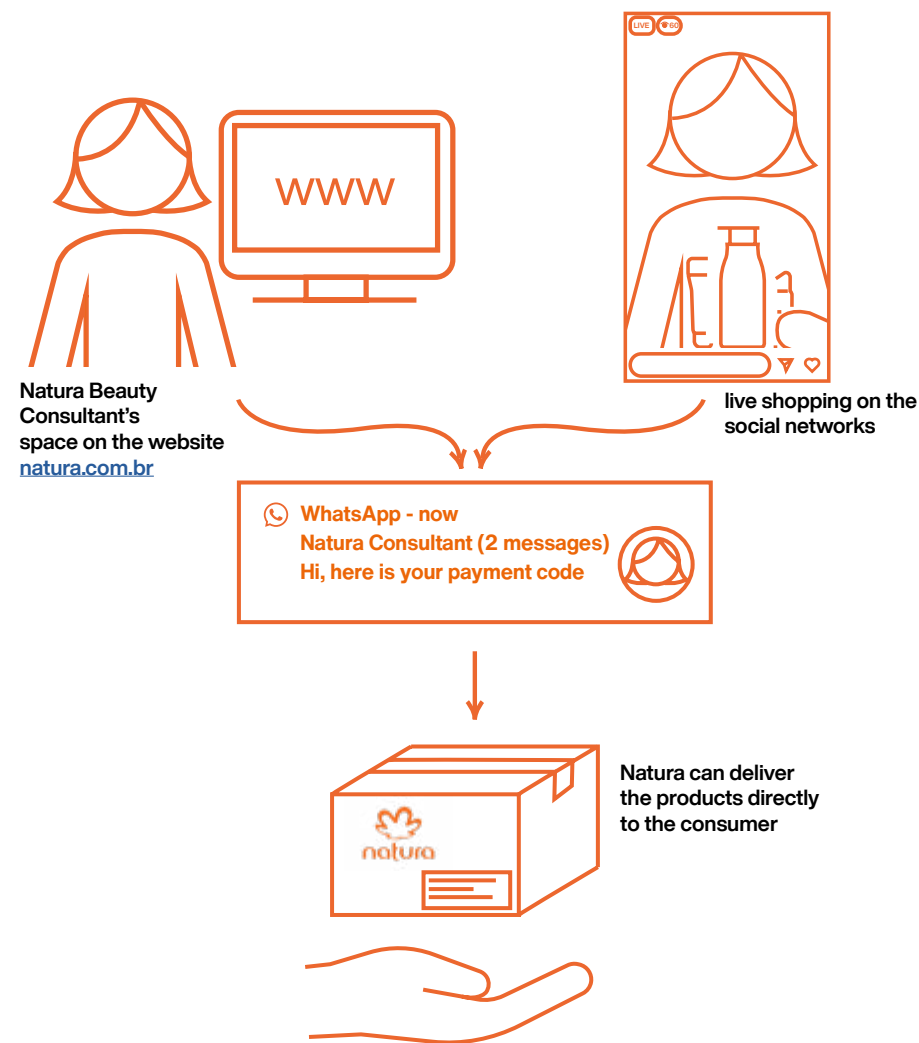 LIVE
60
WWW
Natura Beauty
Consultant's
space on the website
natura.com.br
live shopping on the
social networks
WhatsApp - now
Natura Consultant (2 messages)
Hi, here is your payment code
natura
Natura can deliver
the products directly
to the consumer